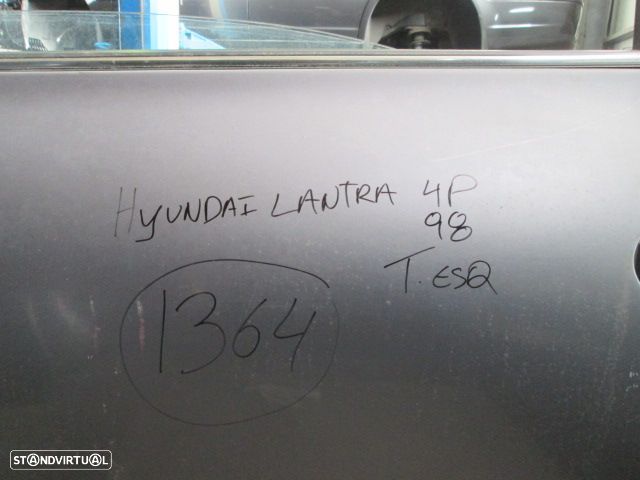 HYUNDAI LANTRA 4P
98
T.ESQ
1364
STANDVIRTUAL